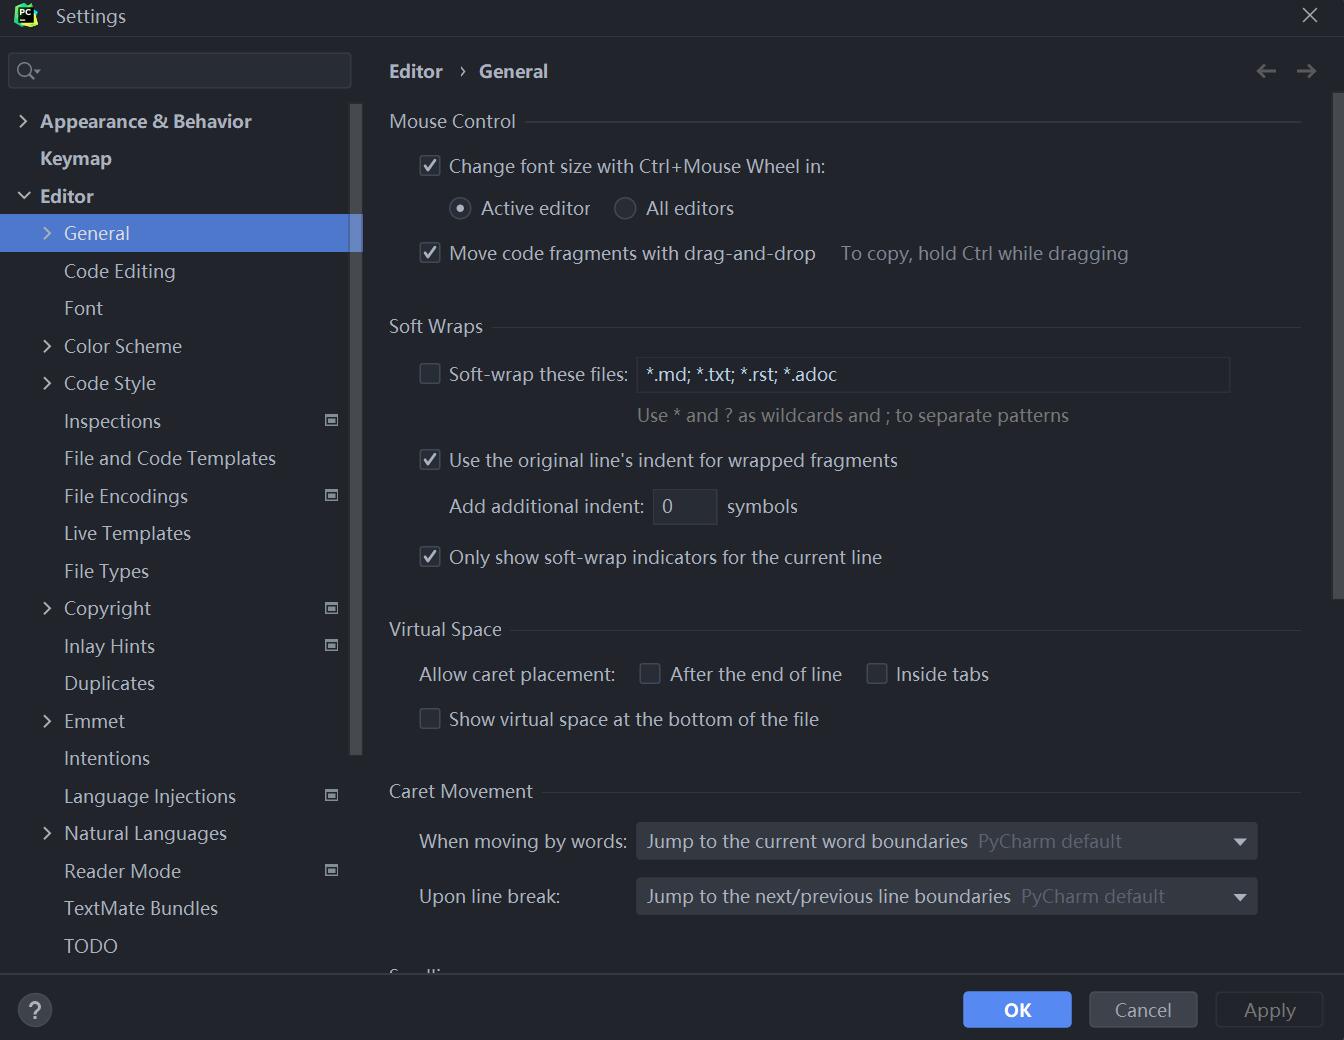 PC
Settings
Appearance & Behavior
Keymap
Editor
General
Code Editing
Font
Color Scheme
Code Style
Inspections
File and Code Templates
File Encodings
Live Templates
File Types
Copyright
Inlay Hints
Duplicates
Emmet
Intentions
Language Injections
Natural Languages
Reader Mode
TextMate Bundles
TODO
Editor › General
Mouse Control
Change font size with Ctrl+Mouse Wheel in:
Active editor All editors
Move code fragments with drag-and-drop To copy, hold Ctrl while dragging
Soft Wraps
Soft-wrap these files: *.md; *.txt; *.rst; *.adoc
Use * and ? as wildcards and ; to separate patterns
Use the original line's indent for wrapped fragments
Add additional indent: 0 symbols
Only show soft-wrap indicators for the current line
Virtual Space
Allow caret placement: After the end of line Inside tabs
Show virtual space at the bottom of the file
Caret Movement
When moving by words: Jump to the current word boundaries PyCharm default
Upon line break: Jump to the next/previous line boundaries PyCharm default
? OK Cancel Apply